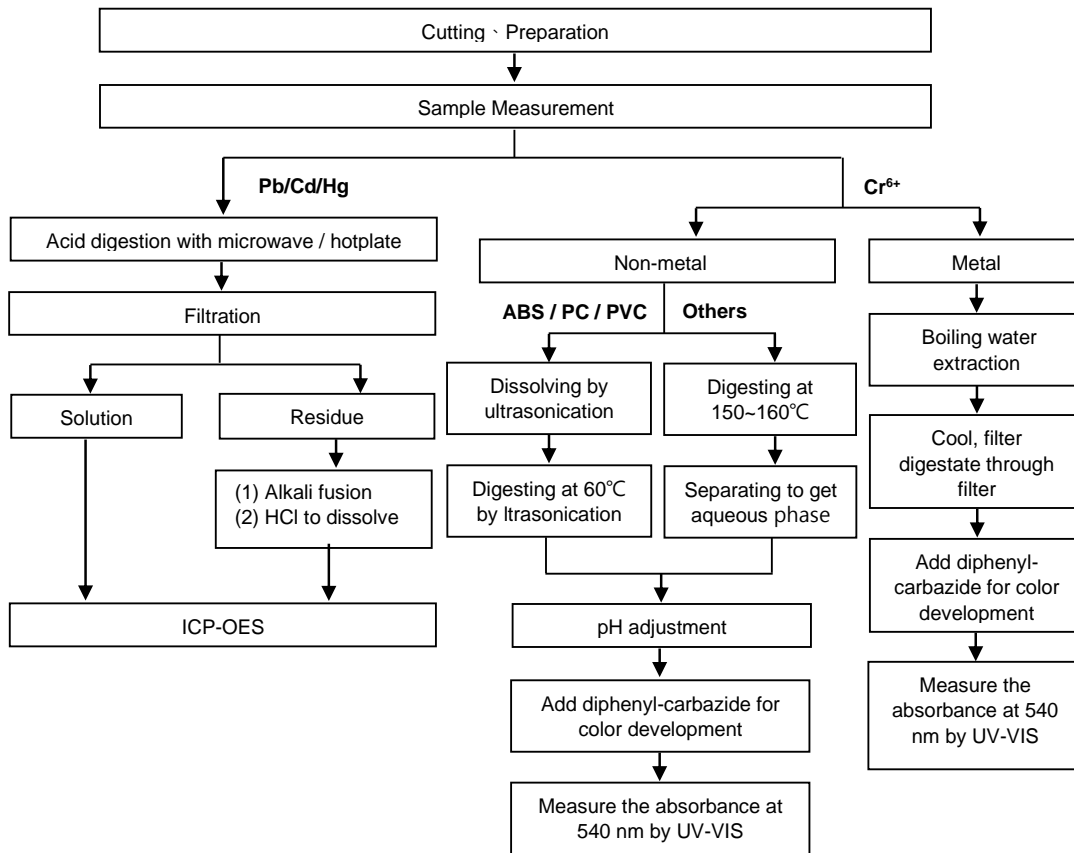 Cutting、Preparation
Sample Measurement
Pb/Cd/Hg
Cr⁶⁺
Acid digestion with microwave / hotplate
Non-metal
Metal
Filtration
ABS / PC / PVC
Others
Boiling water
extraction
Solution
Residue
Dissolving by
ultrasonication
Digesting at
150~160℃
Cool, filter
digestate through
filter
(1) Alkali fusion
(2) HCl to dissolve
Digesting at 60℃
by Itrasonication
Separating to get
aqueous phase
Add diphenyl-
carbazide for color
development
ICP-OES
pH adjustment
Measure the
absorbance at 540
nm by UV-VIS
Add diphenyl-carbazide for
color development
Measure the absorbance at
540 nm by UV-VIS